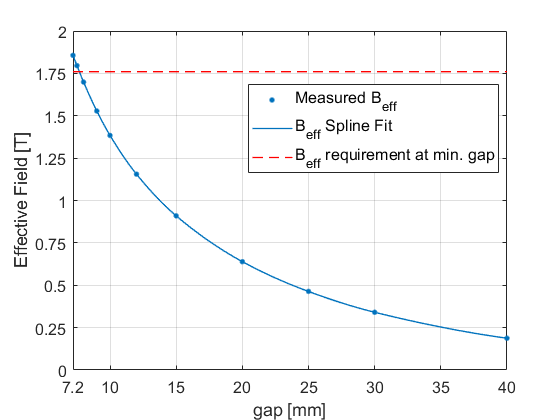 2
1.75
1.5
1.25
1
0.75
0.5
0.25
0
Effective Field [T]
Measured B_eff
B_eff Spline Fit
B_eff requirement at min. gap
7.2 10 15 20 25 30 35 40
gap [mm]